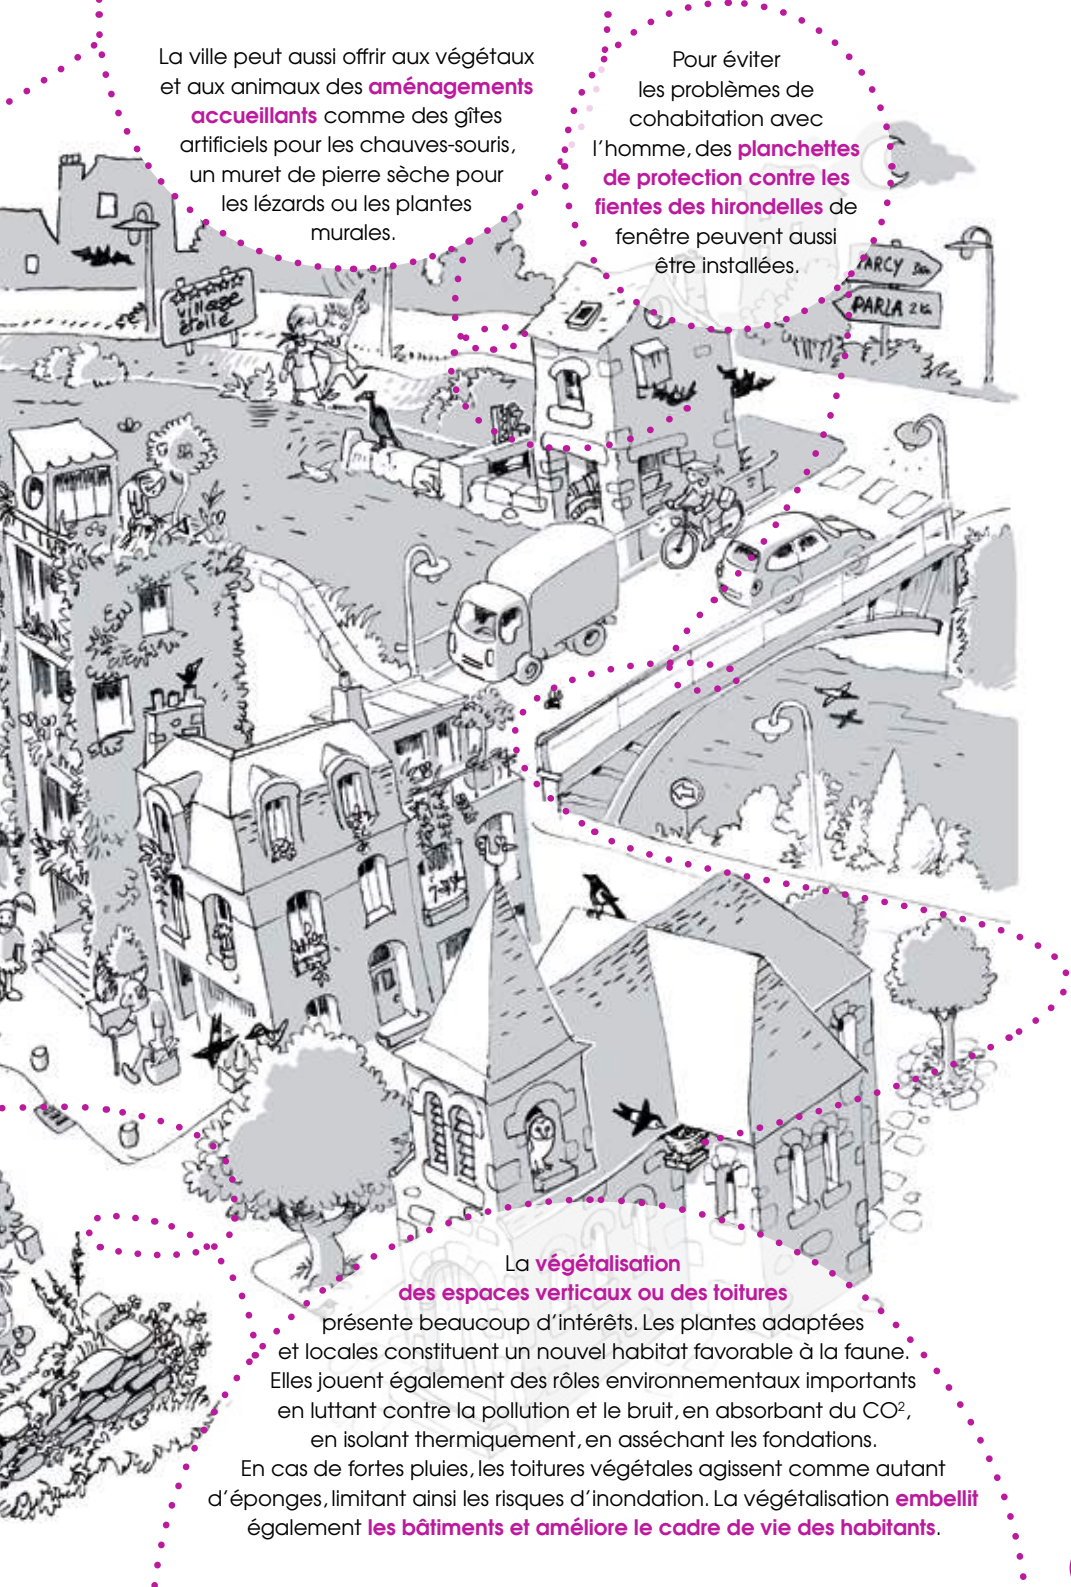 La ville peut aussi offrir aux végétaux
et aux animaux des aménagements
accueillants comme des gîtes
artificiels pour les chauves-souris,
un muret de pierre sèche pour
les lézards ou les plantes
murales.
Pour éviter
les problèmes de
cohabitation avec
l'homme, des planchettes
de protection contre les
fientes des hirondelles de
fenêtre peuvent aussi
être installées.
PARCY
PARLA 2 km
village
étoilé
La végétalisation
des espaces verticaux ou des toitures
présente beaucoup d'intérêts. Les plantes adaptées
et locales constituent un nouvel habitat favorable à la faune.
Elles jouent également des rôles environnementaux importants
en luttant contre la pollution et le bruit, en absorbant du CO²,
en isolant thermiquement, en asséchant les fondations.
En cas de fortes pluies, les toitures végétales agissent comme autant
d'éponges, limitant ainsi les risques d'inondation. La végétalisation embellit
également les bâtiments et améliore le cadre de vie des habitants.